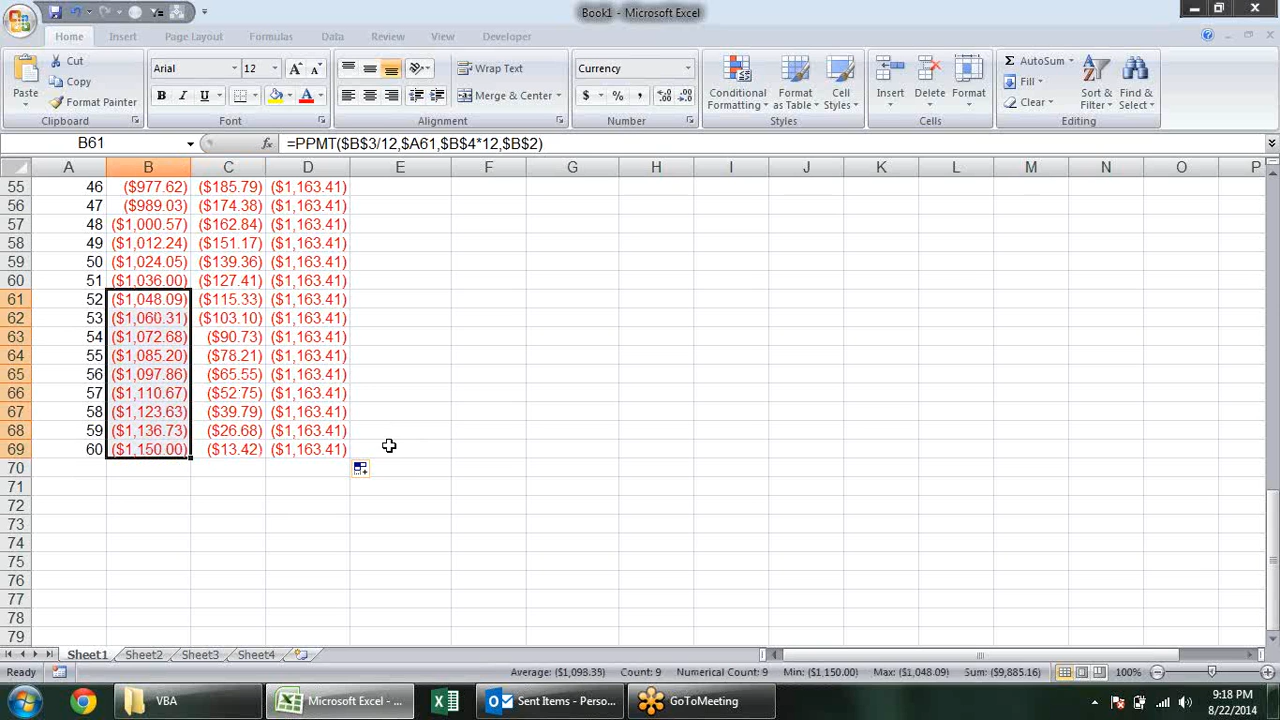 Book1 - Microsoft Excel
Home Insert Page Layout Formulas Data Review View Developer
Paste
Cut
Copy
Format Painter
Clipboard
Arial 12
B I U
Font
Wrap Text
Merge & Center
Alignment
Currency
$ % ,
Number
Conditional Formatting
Format as Table
Cell Styles
Styles
Insert
Delete
Format
Cells
Σ AutoSum
Fill
Clear
Sort & Filter
Find & Select
Editing
B61 fx =PPMT($B$3/12,$A61,$B$4*12,$B$2)
A B C D E F G H I J K L M N O P
55 46 ($977.62) ($185.79) ($1,163.41)
56 47 ($989.03) ($174.38) ($1,163.41)
57 48 ($1,000.57) ($162.84) ($1,163.41)
58 49 ($1,012.24) ($151.17) ($1,163.41)
59 50 ($1,024.05) ($139.36) ($1,163.41)
60 51 ($1,036.00) ($127.41) ($1,163.41)
61 52 ($1,048.09) ($115.33) ($1,163.41)
62 53 ($1,060.31) ($103.10) ($1,163.41)
63 54 ($1,072.68) ($90.73) ($1,163.41)
64 55 ($1,085.20) ($78.21) ($1,163.41)
65 56 ($1,097.86) ($65.55) ($1,163.41)
66 57 ($1,110.67) ($52.75) ($1,163.41)
67 58 ($1,123.63) ($39.79) ($1,163.41)
68 59 ($1,136.73) ($26.68) ($1,163.41)
69 60 ($1,150.00) ($13.42) ($1,163.41)
70
71
72
73
74
75
76
77
78
79
Sheet1 Sheet2 Sheet3 Sheet4
Ready Average: ($1,098.35) Count: 9 Numerical Count: 9 Min: ($1,150.00) Max: ($1,048.09) Sum: ($9,885.16) 100%
VBA Microsoft Excel - ... Sent Items - Perso... GoToMeeting
9:18 PM
8/22/2014